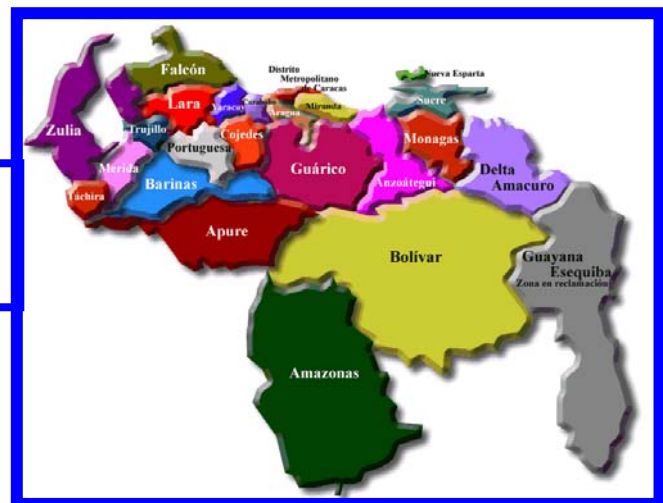 Falcón
Distrito
Metropolitano
de Caracas
Nueva Esparta
Zulia
Lara
Yaracuy
Carabobo
Aragua
Miranda
Sucre
Trujillo
Portuguesa
Cojedes
Monagas
Mérida
Barinas
Guárico
Anzoátegui
Delta
Amacuro
Táchira
Apure
Bolívar
Guayana
Esequiba
Zona en reclamación
Amazonas